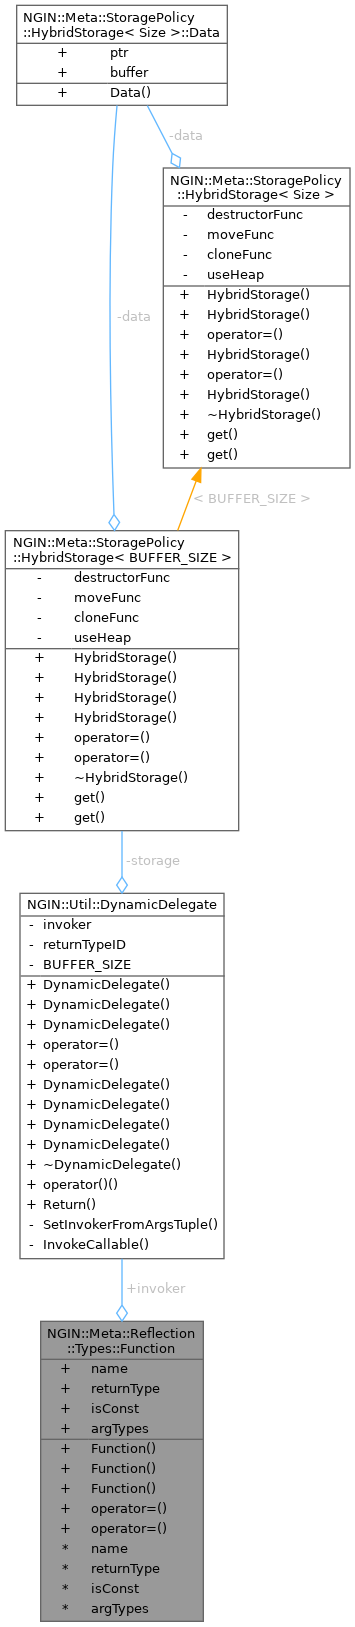 NGIN::Meta::StoragePolicy
::HybridStorage< Size >::Data
+ ptr
+ buffer
+ Data()
-data
NGIN::Meta::StoragePolicy
::HybridStorage< Size >
- destructorFunc
- moveFunc
- cloneFunc
- useHeap
+ HybridStorage()
+ HybridStorage()
+ operator=()
+ HybridStorage()
+ operator=()
+ HybridStorage()
+ ~HybridStorage()
+ get()
+ get()
-data
< BUFFER_SIZE >
NGIN::Meta::StoragePolicy
::HybridStorage< BUFFER_SIZE >
- destructorFunc
- moveFunc
- cloneFunc
- useHeap
+ HybridStorage()
+ HybridStorage()
+ HybridStorage()
+ HybridStorage()
+ operator=()
+ operator=()
+ ~HybridStorage()
+ get()
+ get()
-storage
NGIN::Util::DynamicDelegate
- invoker
- returnTypeID
- BUFFER_SIZE
+ DynamicDelegate()
+ DynamicDelegate()
+ DynamicDelegate()
+ operator=()
+ operator=()
+ DynamicDelegate()
+ DynamicDelegate()
+ DynamicDelegate()
+ DynamicDelegate()
+ ~DynamicDelegate()
+ operator()()
+ Return()
- SetInvokerFromArgsTuple()
- InvokeCallable()
+invoker
NGIN::Meta::Reflection
::Types::Function
+ name
+ returnType
+ isConst
+ argTypes
+ Function()
+ Function()
+ Function()
+ operator=()
+ operator=()
* name
* returnType
* isConst
* argTypes